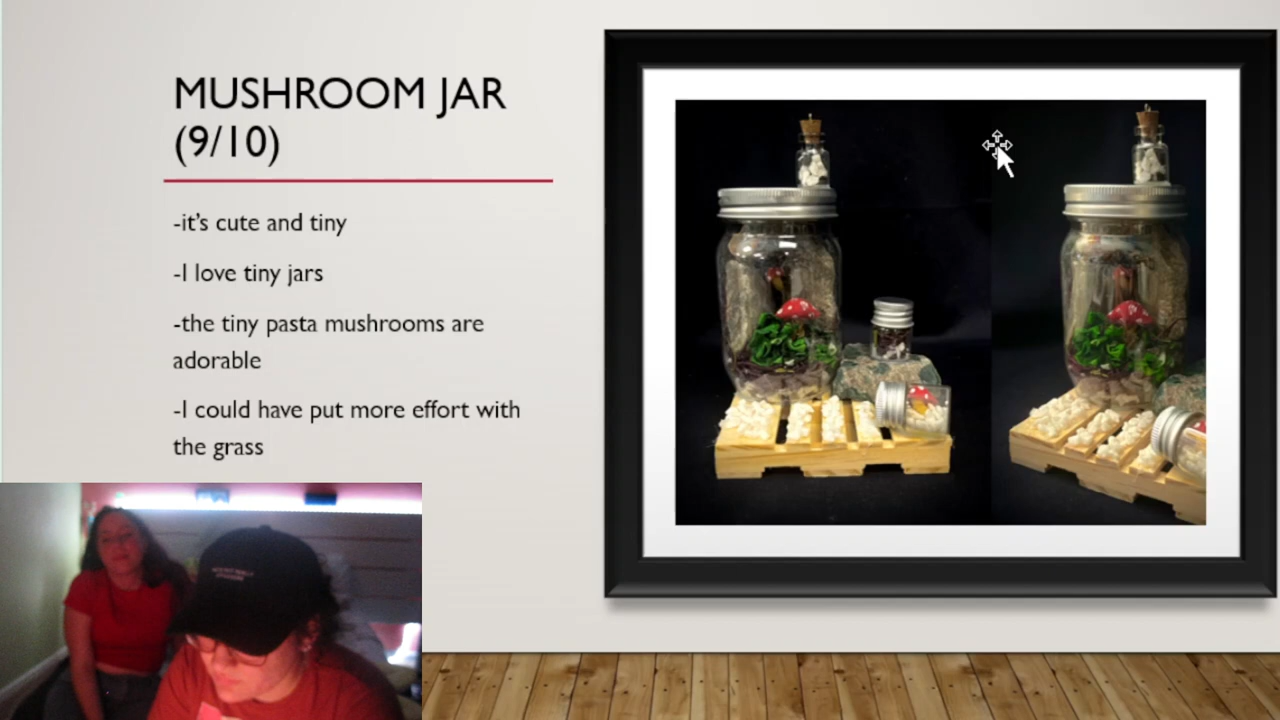 MUSHROOM JAR
(9/10)
-it's cute and tiny
-I love tiny jars
-the tiny pasta mushrooms are
adorable
-I could have put more effort with
the grass